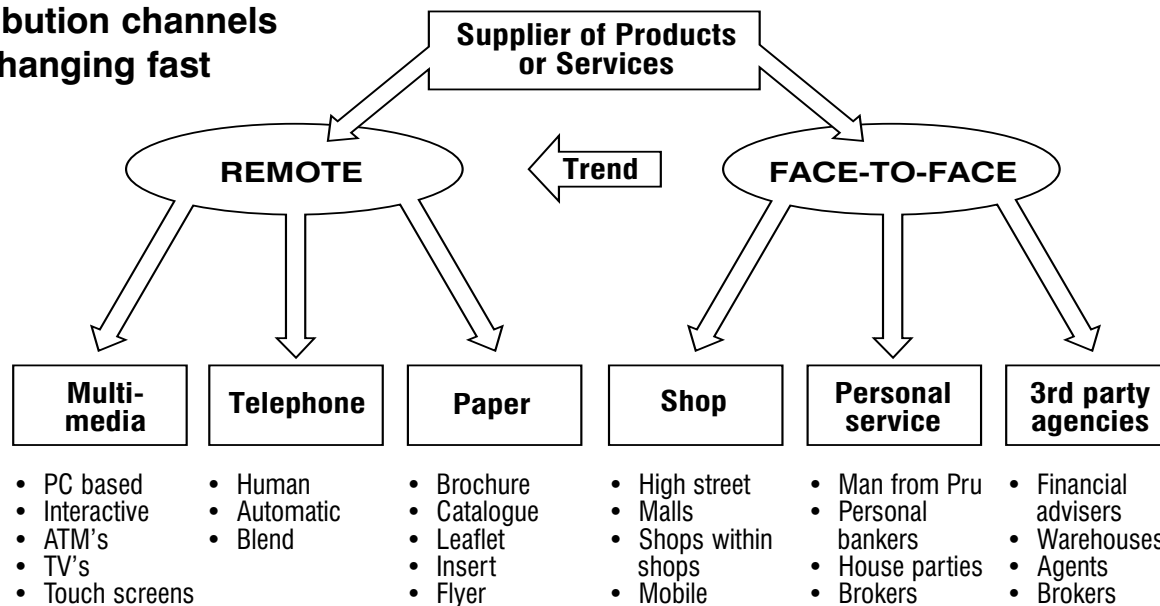 bution channels
hanging fast
Supplier of Products
or Services
REMOTE
Trend
FACE-TO-FACE
Multi-
media
Telephone
Paper
Shop
Personal
service
3rd party
agencies
• PC based
• Interactive
• ATM's
• TV's
• Touch screens
• Human
• Automatic
• Blend
• Brochure
• Catalogue
• Leaflet
• Insert
• Flyer
• High street
• Malls
• Shops within
shops
• Mobile
• Man from Pru
• Personal
bankers
• House parties
• Brokers
• Financial
advisers
• Warehouses
• Agents
• Brokers